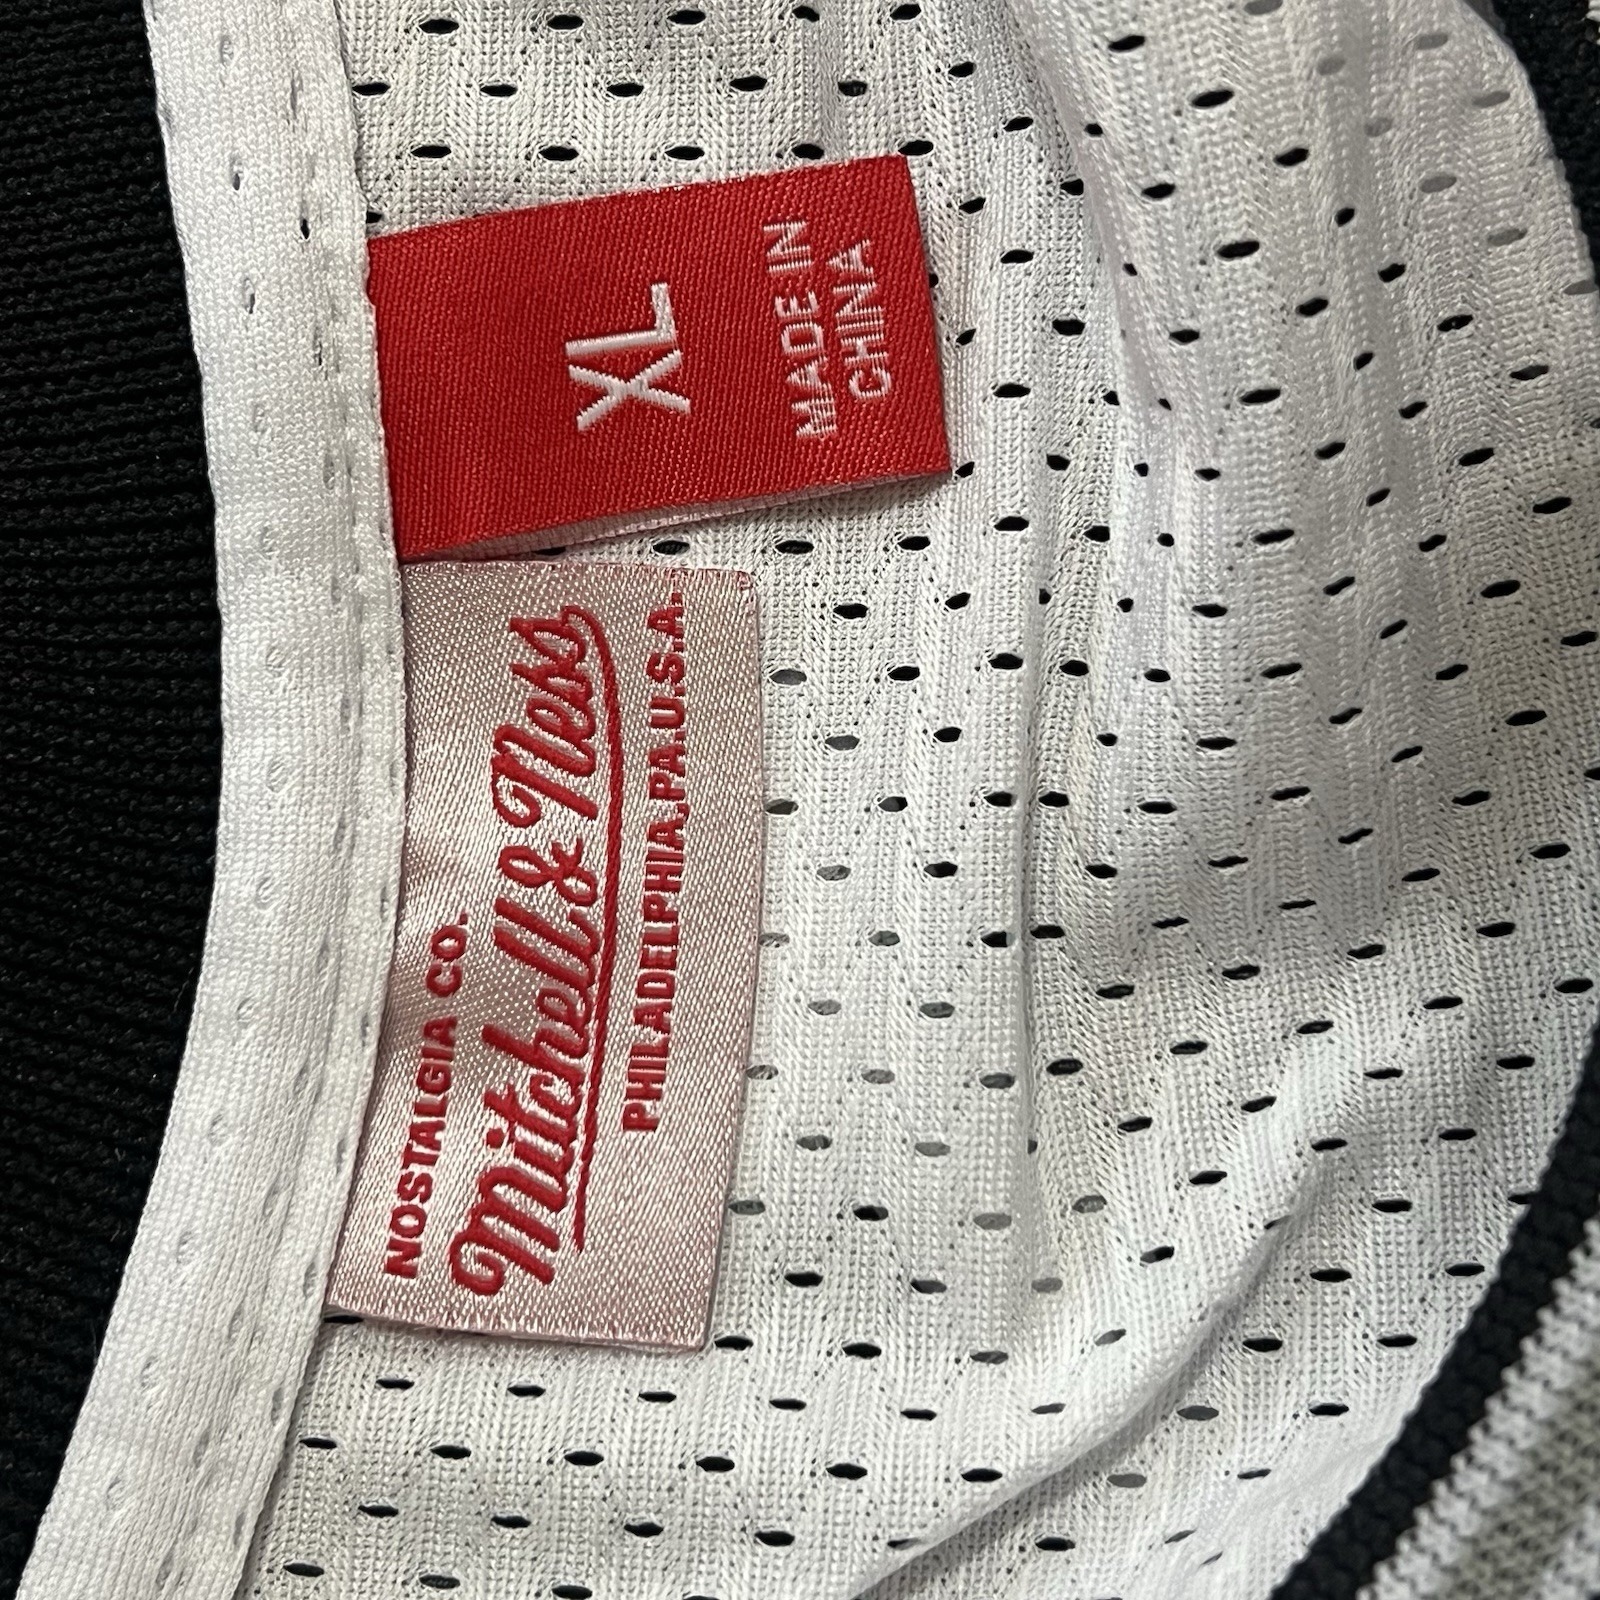 XL
MADE IN
CHINA
NOSTALGIA CO.
Mitchell & Ness
PHILADELPHIA,PA.U.S.A.